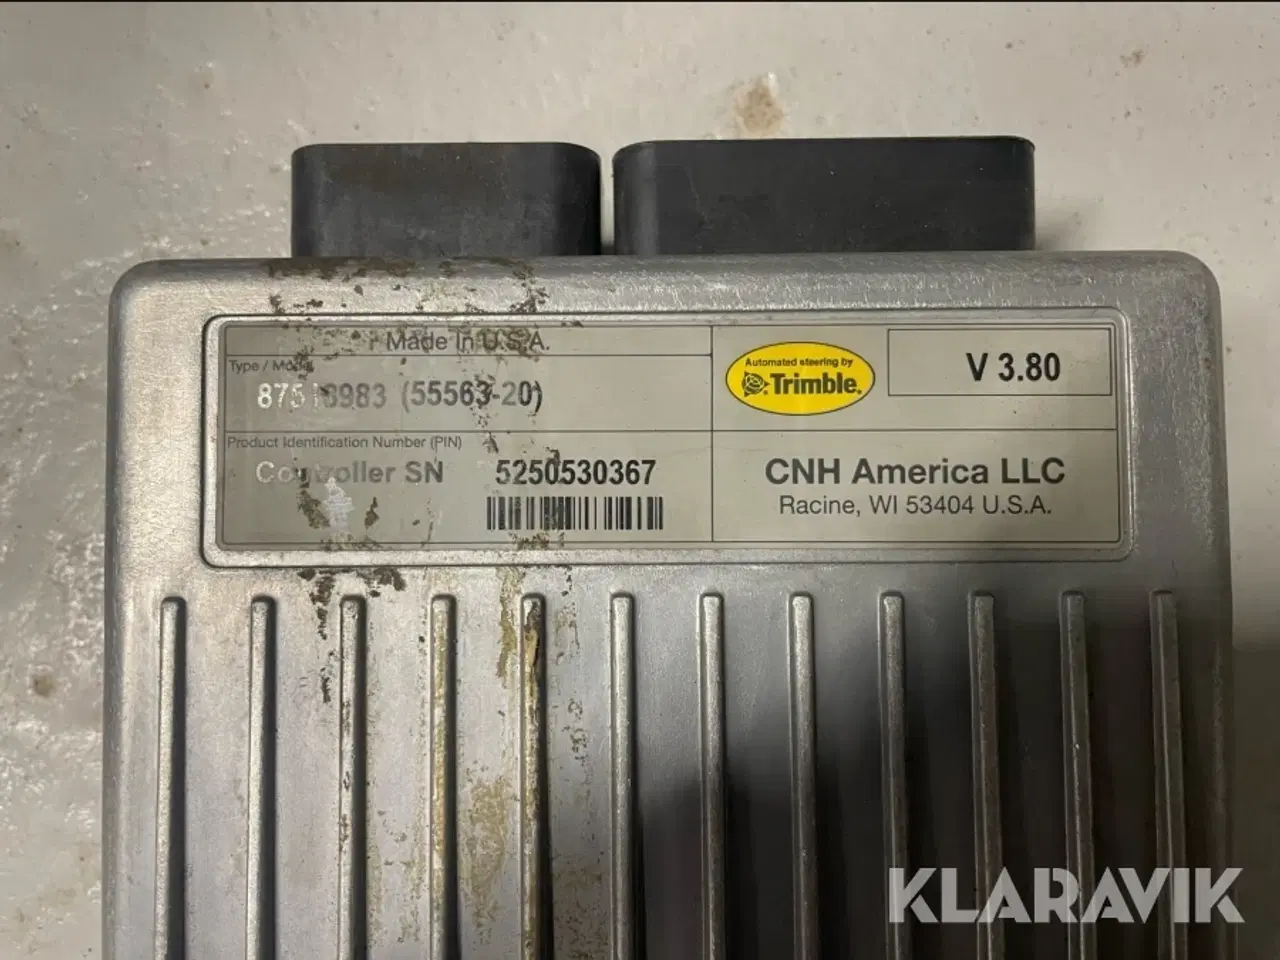 Made In U.S.A.
Type / Model
(55563-20)
Automated steering by
Trimble.
V 3.80
Product Identification Number (PIN)
Controller SN 5250530367
CNH America LLC
Racine, WI 53404 U.S.A.
KLARAVIK